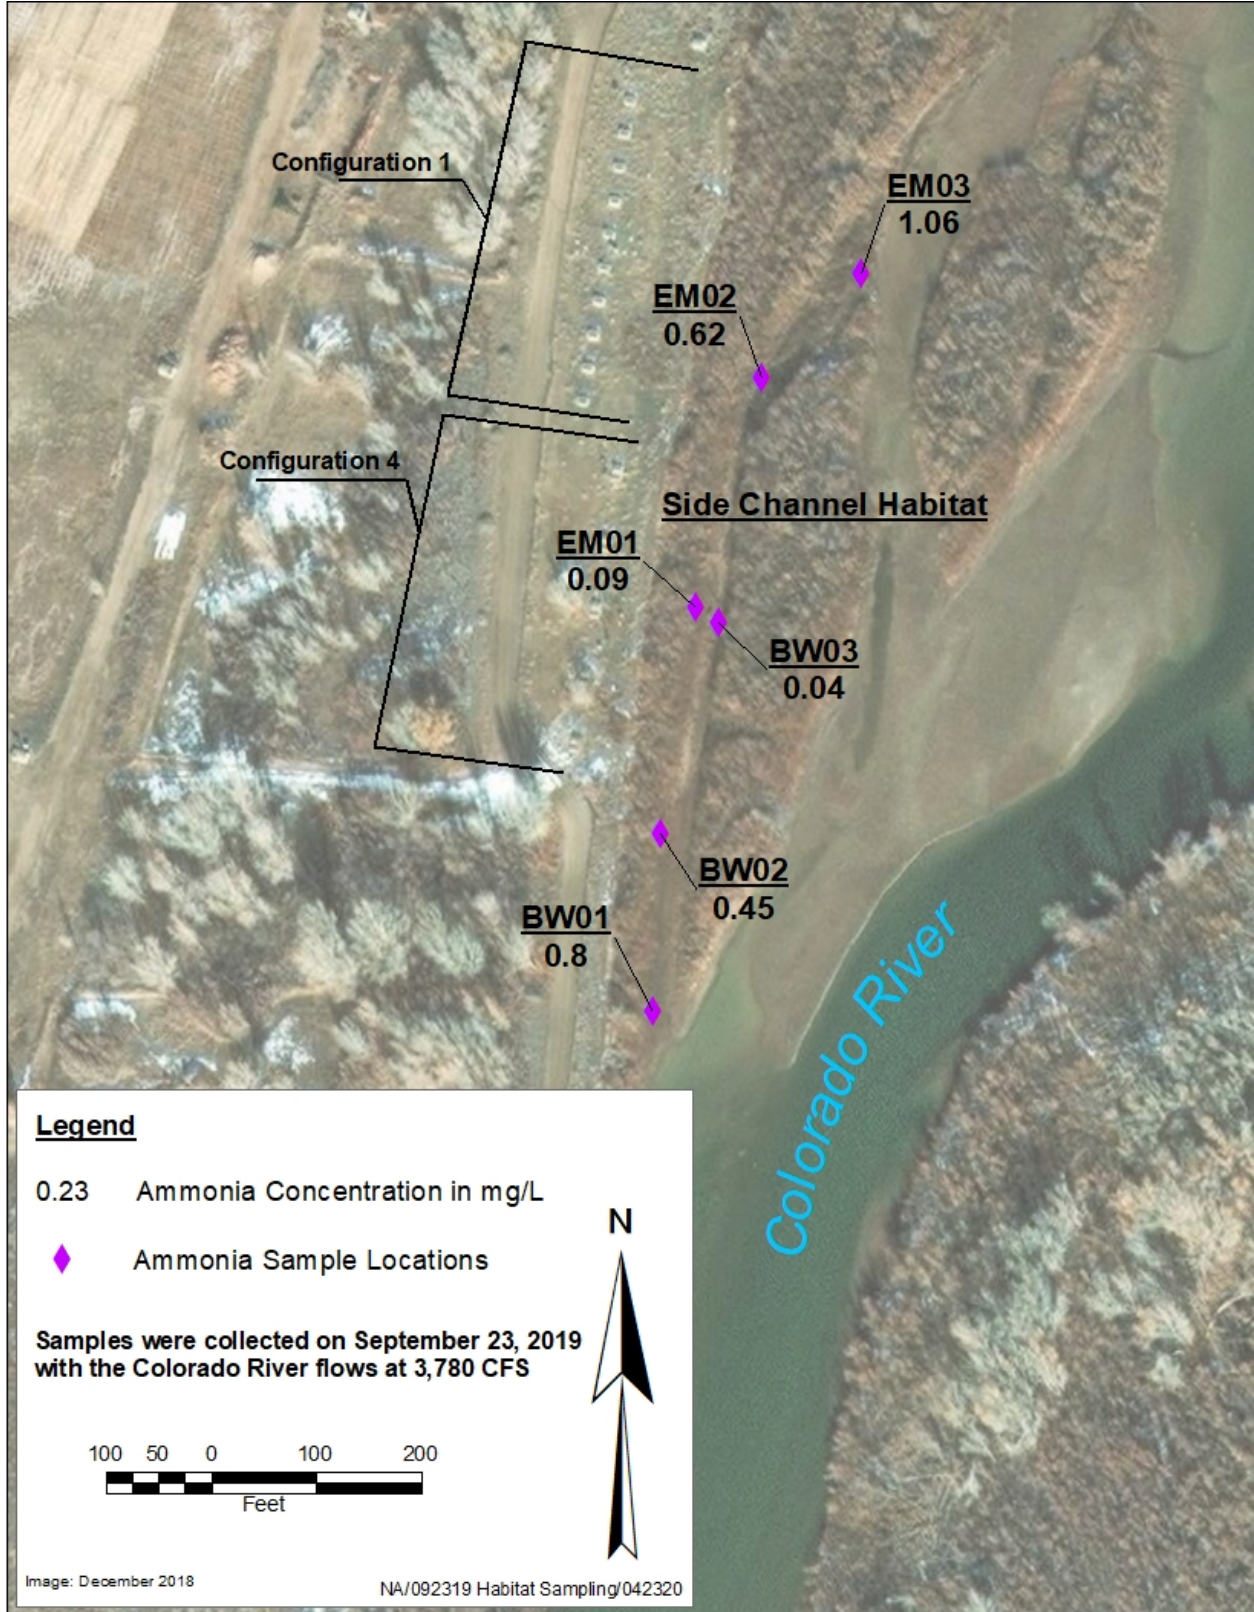 Configuration 1
EM03
1.06
EM02
0.62
Configuration 4
Side Channel Habitat
EM01
0.09
BW03
0.04
BW02
0.45
BW01
0.8
Colorado River
Legend
0.23 Ammonia Concentration in mg/L
Ammonia Sample Locations
N
Samples were collected on September 23, 2019
with the Colorado River flows at 3,780 CFS
100 50 0 100 200
Feet
Image: December 2018
NA/092319 Habitat Sampling/042320